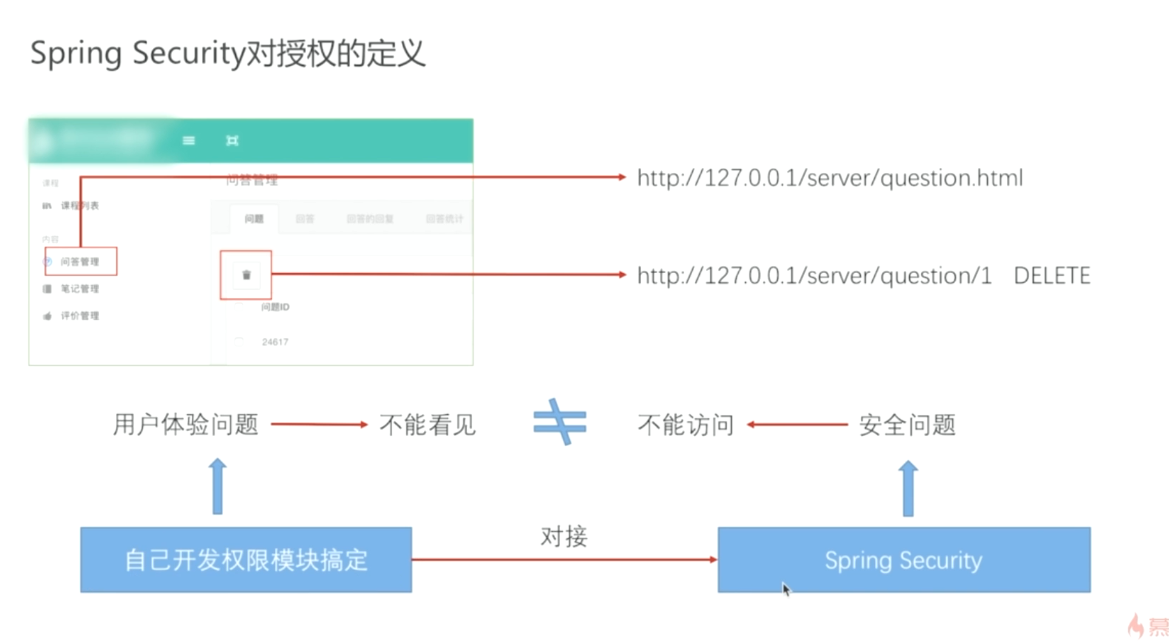 Spring Security对授权的定义
课程
问答管理
http://127.0.0.1/server/question.html
课程列表
问题 回答 回答的回复 回答统计
内容
问答管理
http://127.0.0.1/server/question/1 DELETE
笔记管理
问题ID
评价管理
24617
用户体验问题 不能看见 ≠ 不能访问 安全问题
对接
自己开发权限模块搞定
Spring Security
慕